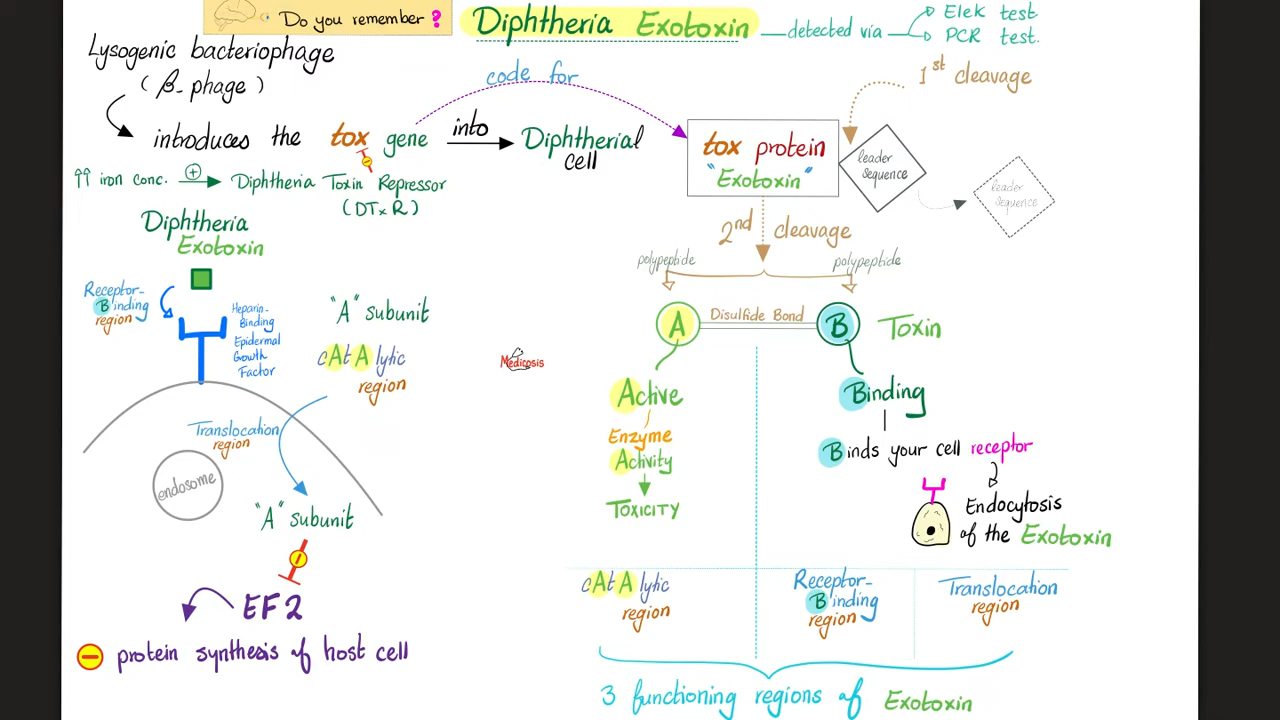 Do you remember ?
Diphtheria Exotoxin
detected via
Elek test
PCR test.
Lysogenic bacteriophage
(β-phage)
introduces the tox gene into Diphtherial
cell
code for
1st cleavage
tox protein
"Exotoxin"
leader
sequence
leader
sequence
↑↑ iron conc. + Diphtheria Toxin Repressor
(DTxR)
2nd cleavage
polypeptide
polypeptide
A Disulfide Bond B Toxin
Diphtheria
Exotoxin
Receptor-
Binding
region
Heparin-
Binding
Epidermal
Growth
Factor
"A" subunit
cAtAlytic
region
Medicosis
Translocation
region
endosome
"A" subunit
EF2
protein synthesis of host cell
Active
Enzyme
Activity
TOXICITY
Binding
Binds your cell receptor
Endocytosis
of the Exotoxin
cAtAlytic
region
Receptor-
Binding
region
Translocation
region
3 functioning regions of Exotoxin